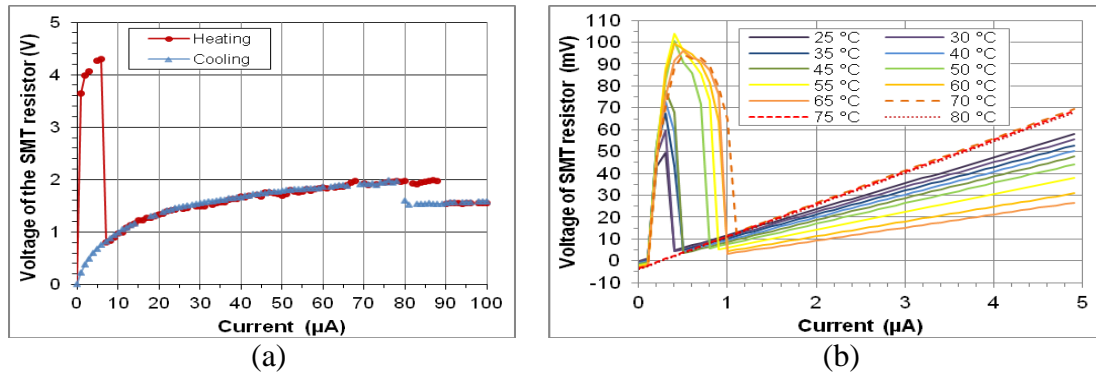 Voltage of the SMT resistor (V)
5
4
3
2
1
0
Heating
Cooling
0 10 20 30 40 50 60 70 80 90 100
Current (µA)
(a)
Voltage of SMT resistor (mV)
110
100
90
80
70
60
50
40
30
20
10
0
-10
25 °C 30 °C
35 °C 40 °C
45 °C 50 °C
55 °C 60 °C
65 °C 70 °C
75 °C 80 °C
0 1 2 3 4 5
Current (µA)
(b)